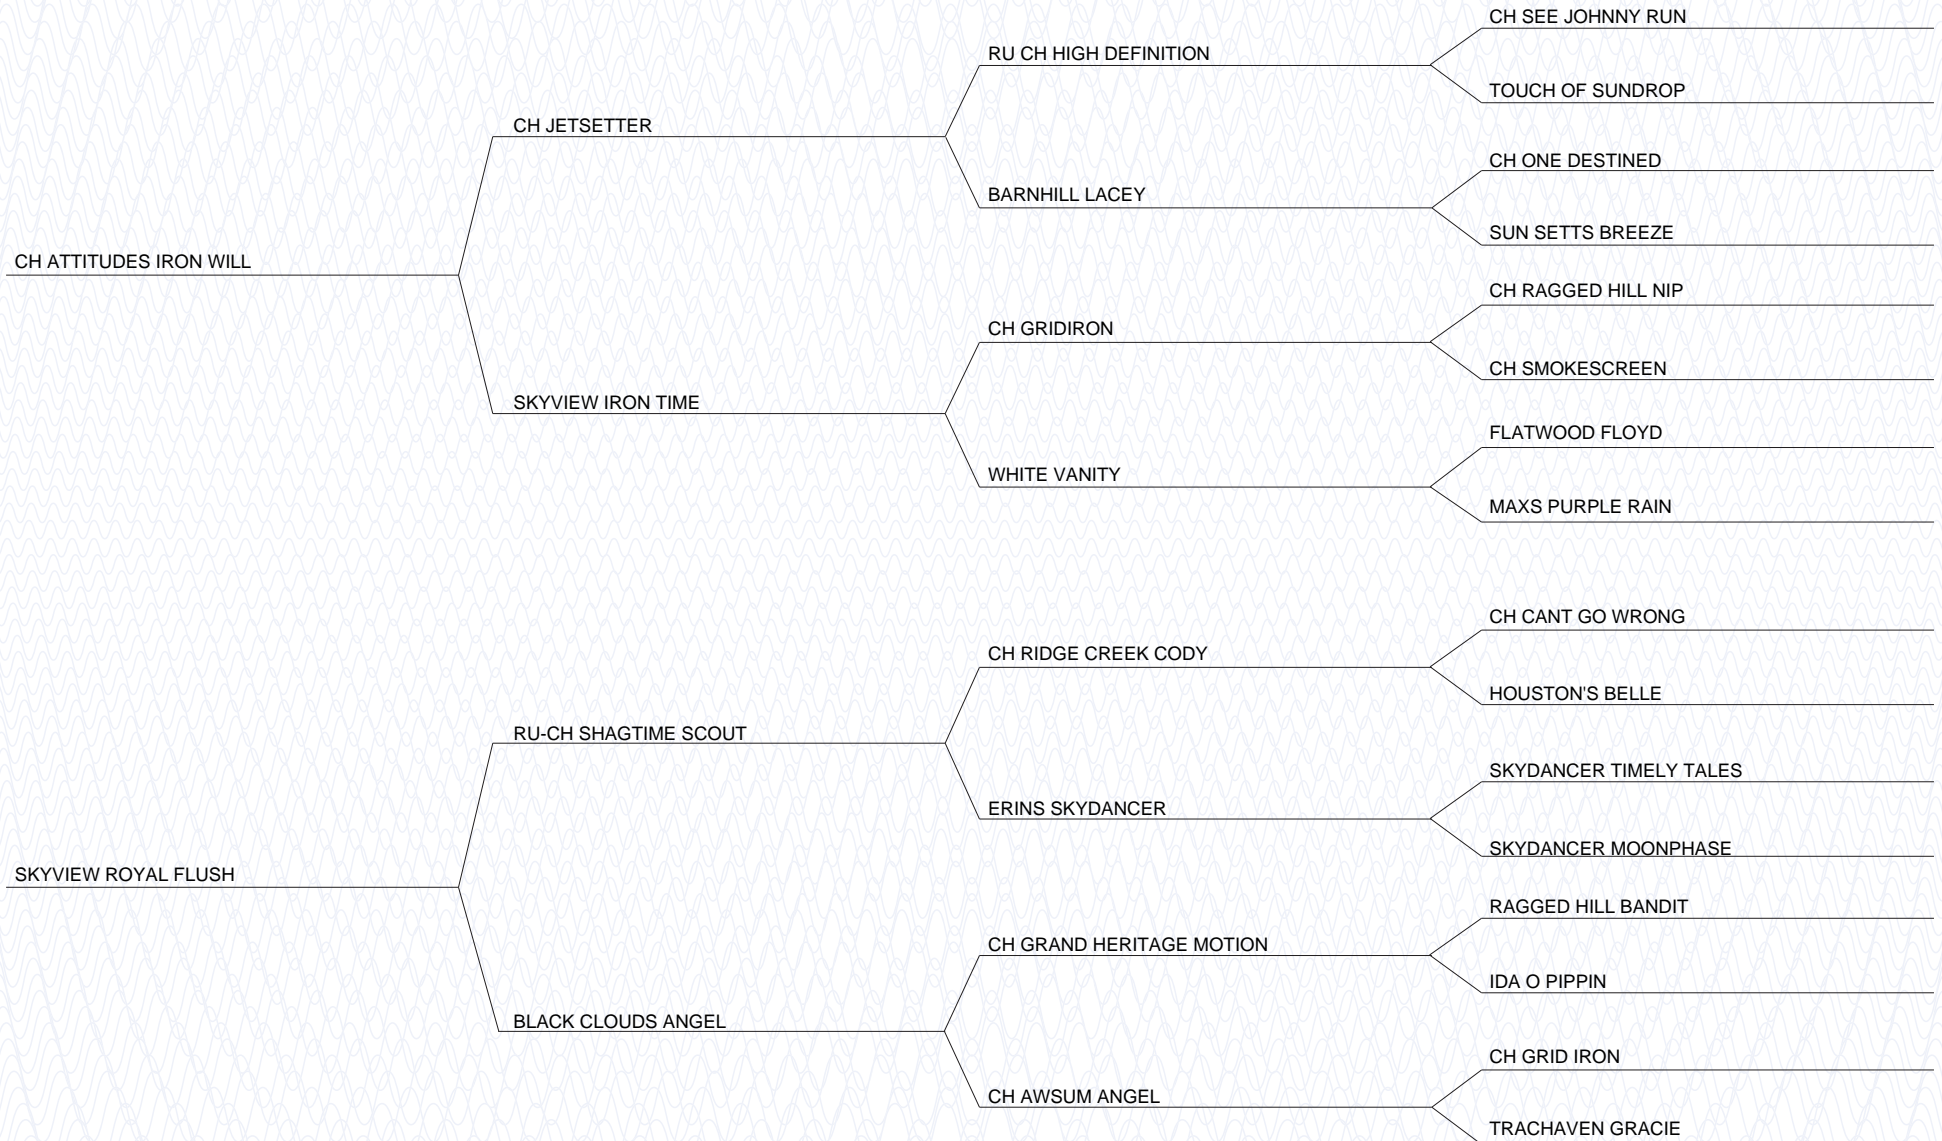 CH SEE JOHNNY RUN
RU CH HIGH DEFINITION
TOUCH OF SUNDROP
CH JETSETTER
CH ONE DESTINED
BARNHILL LACEY
SUN SETTS BREEZE
CH ATTITUDES IRON WILL
CH RAGGED HILL NIP
CH GRIDIRON
CH SMOKESCREEN
SKYVIEW IRON TIME
FLATWOOD FLOYD
WHITE VANITY
MAXS PURPLE RAIN
CH CANT GO WRONG
CH RIDGE CREEK CODY
HOUSTON'S BELLE
RU-CH SHAGTIME SCOUT
SKYDANCER TIMELY TALES
ERINS SKYDANCER
SKYDANCER MOONPHASE
SKYVIEW ROYAL FLUSH
RAGGED HILL BANDIT
CH GRAND HERITAGE MOTION
IDA O PIPPIN
BLACK CLOUDS ANGEL
CH GRID IRON
CH AWSUM ANGEL
TRACHAVEN GRACIE